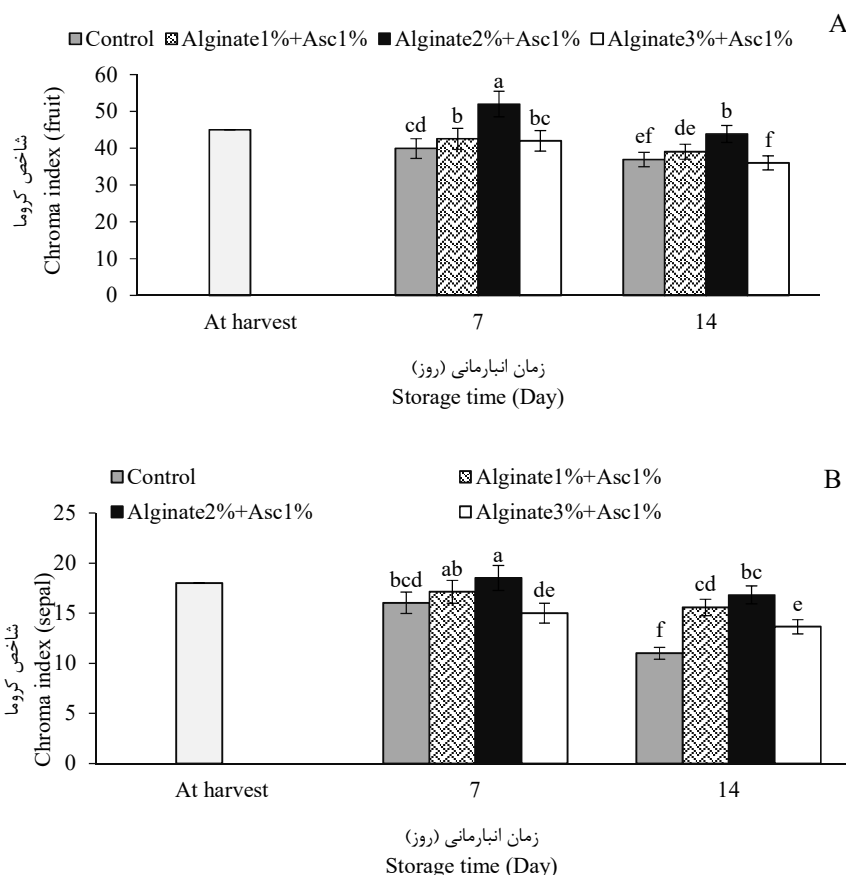 A
Control Alginate1%+Asc1% Alginate2%+Asc1% Alginate3%+Asc1%
شاخص کروما
Chroma index (fruit)
60
50
40
30
20
10
0
cd b a bc ef de b f
At harvest 7 14
زمان انبارمانی (روز)
Storage time (Day)
B
Control Alginate1%+Asc1%
Alginate2%+Asc1% Alginate3%+Asc1%
شاخص کروما
Chroma index (sepal)
25
20
15
10
5
0
bcd ab a de f cd bc e
At harvest 7 14
زمان انبارمانی (روز)
Storage time (Day)